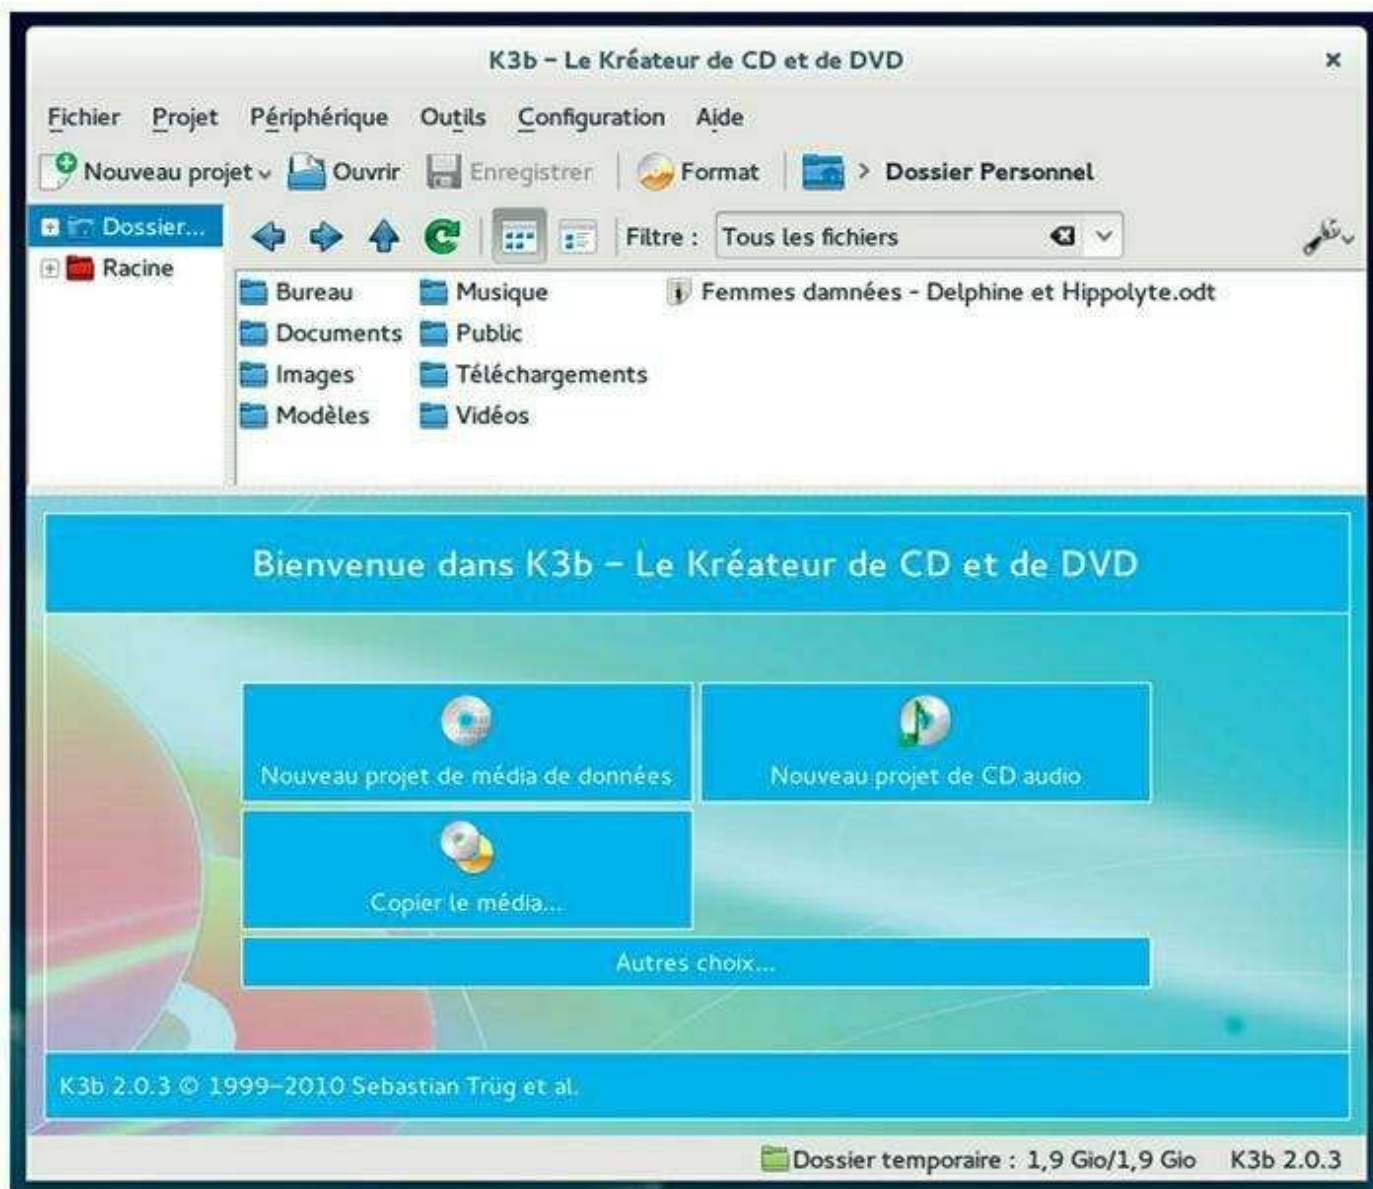 K3b – Le Kréateur de CD et de DVD
Fichier Projet Périphérique Outils Configuration Aide
Nouveau projet Ouvrir Enregistrer Format > Dossier Personnel
Dossier... Filtre : Tous les fichiers
Racine
Bureau Musique Femmes damnées - Delphine et Hippolyte.odt
Documents Public
Images Téléchargements
Modèles Vidéos
Bienvenue dans K3b – Le Kréateur de CD et de DVD
Nouveau projet de média de données Nouveau projet de CD audio
Copier le média...
Autres choix...
K3b 2.0.3 © 1999–2010 Sebastian Trüg et al.
Dossier temporaire : 1,9 Gio/1,9 Gio K3b 2.0.3